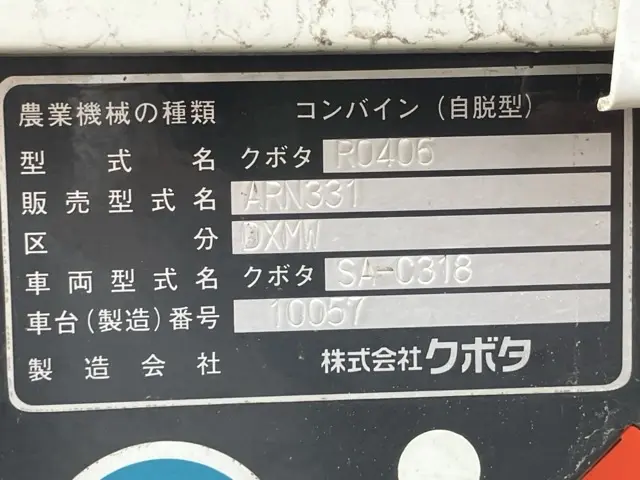 農業機械の種類 コンバイン(自脱型)
型式名 クボタ R0406
販売型式名 ARN331
区分 DXMW
車両型式名 クボタ SA-C318
車台(製造)番号 10057
製造会社 株式会社クボタ